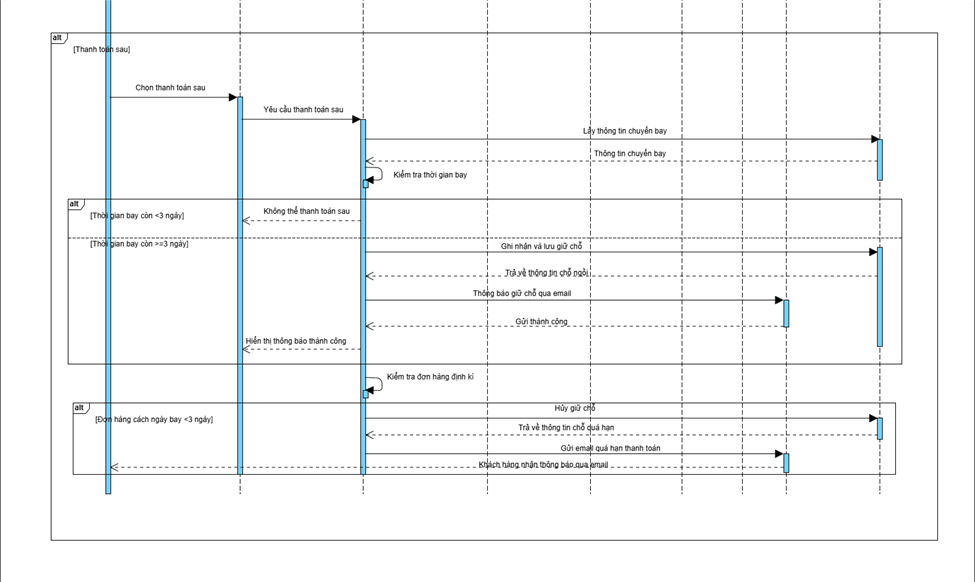 alt
[Thanh toán sau]
Chọn thanh toán sau
Yêu cầu thanh toán sau
Lấy thông tin chuyến bay
Thông tin chuyến bay
Kiểm tra thời gian bay
alt
[Thời gian bay còn <3 ngày]
Không thể thanh toán sau
[Thời gian bay còn >=3 ngày]
Ghi nhận và lưu giữ chỗ
Trả về thông tin chỗ ngồi
Thông báo giữ chỗ qua email
Gửi thành công
Hiển thị thông báo thành công
Kiểm tra đơn hàng định kì
alt
[Đơn hàng cách ngày bay <3 ngày]
Hủy giữ chỗ
Trả về thông tin chỗ quá hạn
Gửi email quá hạn thanh toán
Khách hàng nhận thông báo qua email